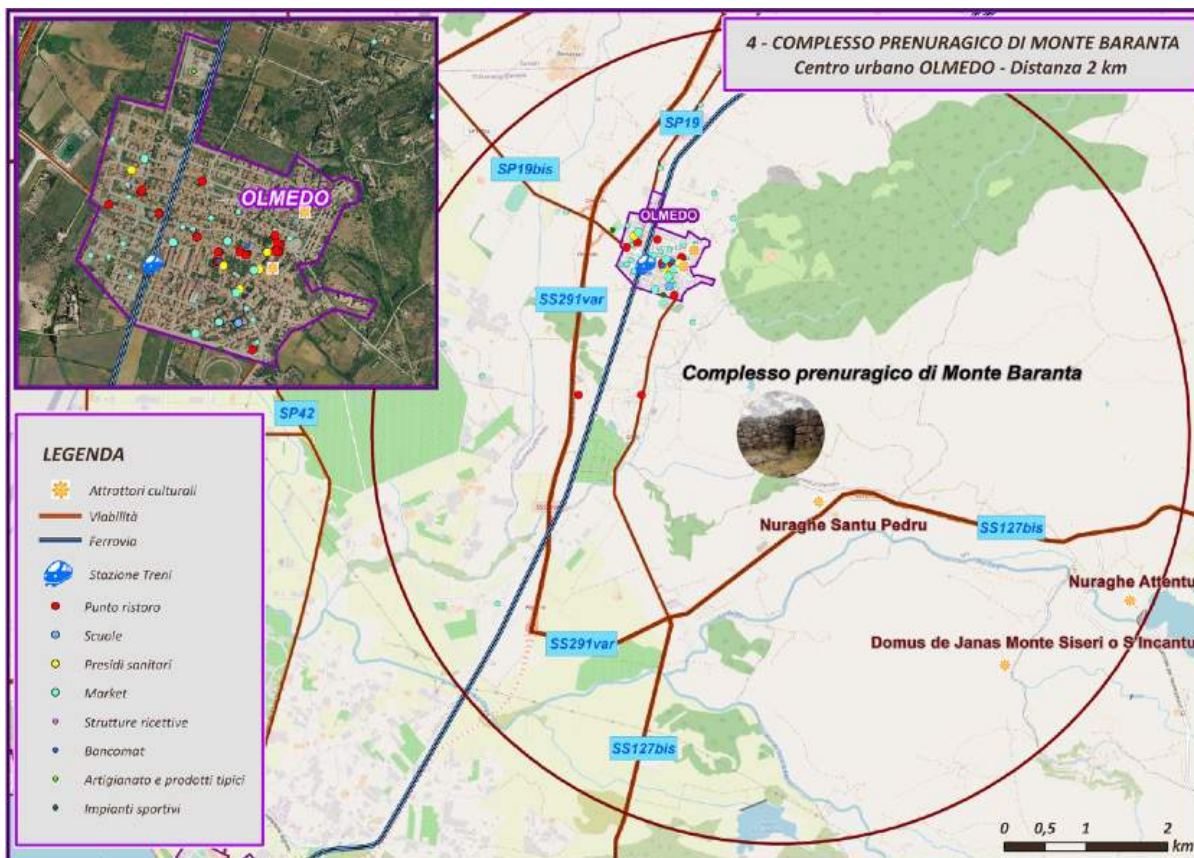 4 - COMPLESSO PRENURAGICO DI MONTE BARANTA
Centro urbano OLMEDO - Distanza 2 km
OLMEDO
SP19
SP19bis
OLMEDO
SS291var
Complesso prenuragico di Monte Baranta
SP42
Nuraghe Santu Pedru
SS127bis
Nuraghe Attentu
Domus de Janas Monte Siseri o S'Incantu
SS291var
SS127bis
LEGENDA
Attrattori culturali
Viabilità
Ferrovia
Stazione Treni
Punto ristoro
Scuole
Presidi sanitari
Market
Strutture ricettive
Bancomat
Artigianato e prodotti tipici
Impianti sportivi
0 0,5 1 2
km